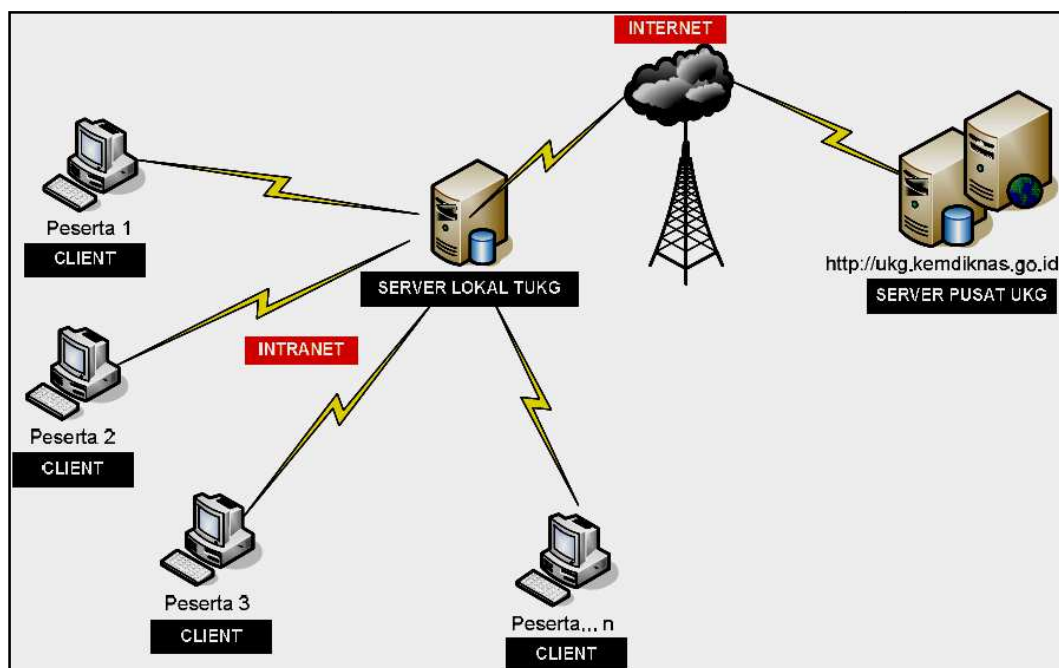 INTERNET
Peserta 1
CLIENT
http://ukg.kemdiknas.go.id
SERVER PUSAT UKG
SERVER LOKAL TUKG
INTRANET
Peserta 2
CLIENT
Peserta 3
CLIENT
Peserta... n
CLIENT